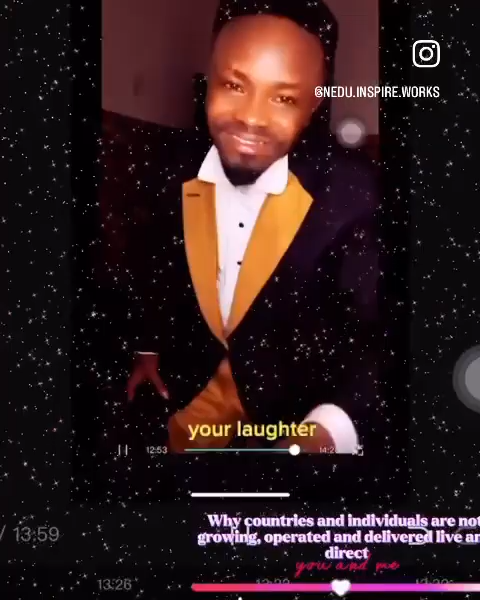 @NEDU.INSPIRE.WORKS
your laughter
12:53
/ 13:59
Why countries and individuals are not
growing, operated and delivered live an
direct
you and me
13:26